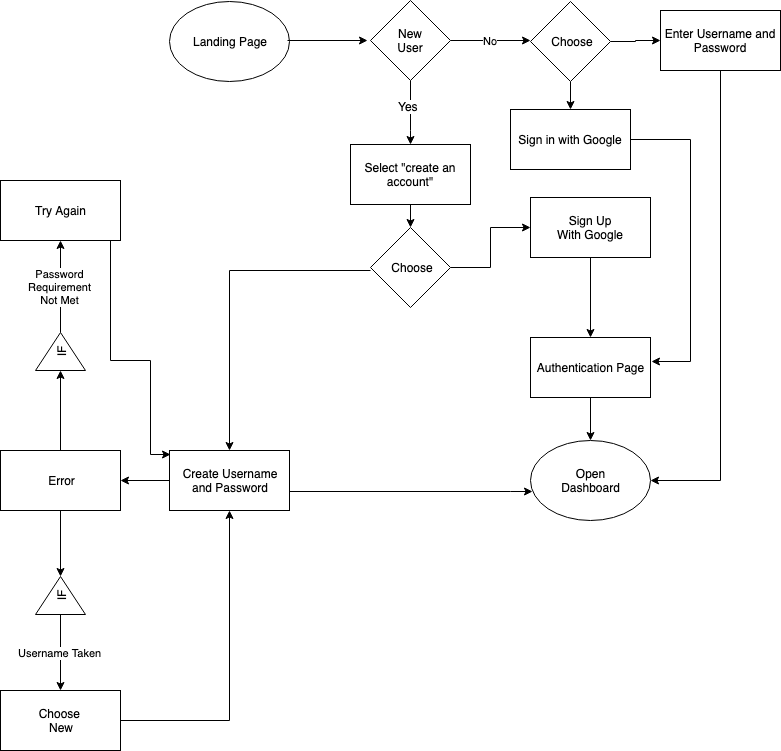 Landing Page
New
User
No
Choose
Enter Username and
Password
Yes
Sign in with Google
Select "create an
account"
Try Again
Sign Up
With Google
Choose
Password
Requirement
Not Met
IF
Authentication Page
Error
Create Username
and Password
Open
Dashboard
IF
Username Taken
Choose
New